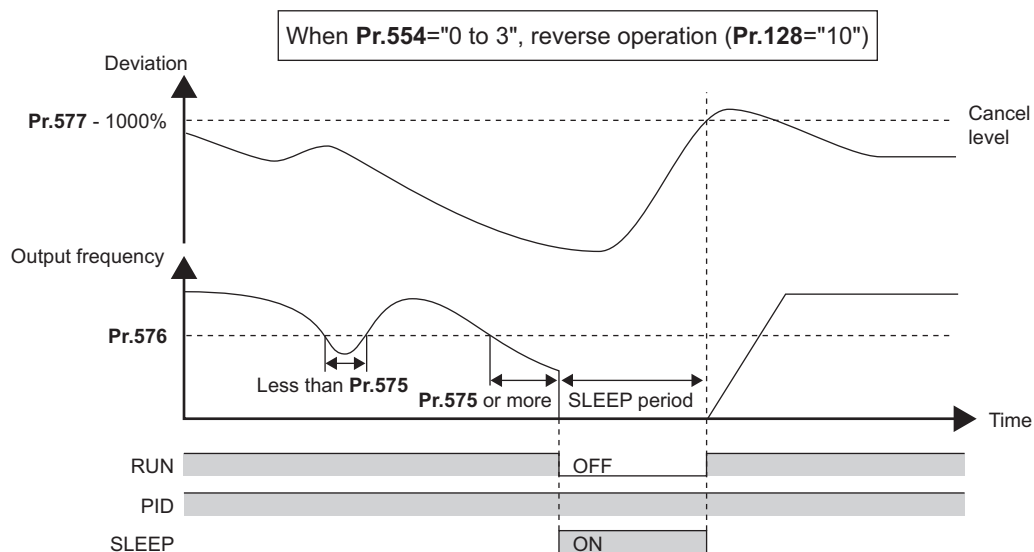 When Pr.554="0 to 3", reverse operation (Pr.128="10")
Deviation
Pr.577 - 1000%
Cancel
level
Output frequency
Pr.576
Less than Pr.575
Pr.575 or more
SLEEP period
Time
RUN
OFF
PID
SLEEP
ON